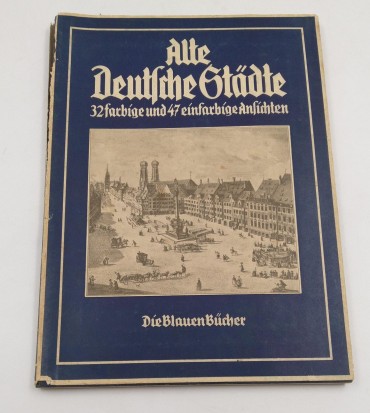 Alte
Deutsche Städte
32 farbige und 47 einfarbige Ansichten
Die Blauen Bücher